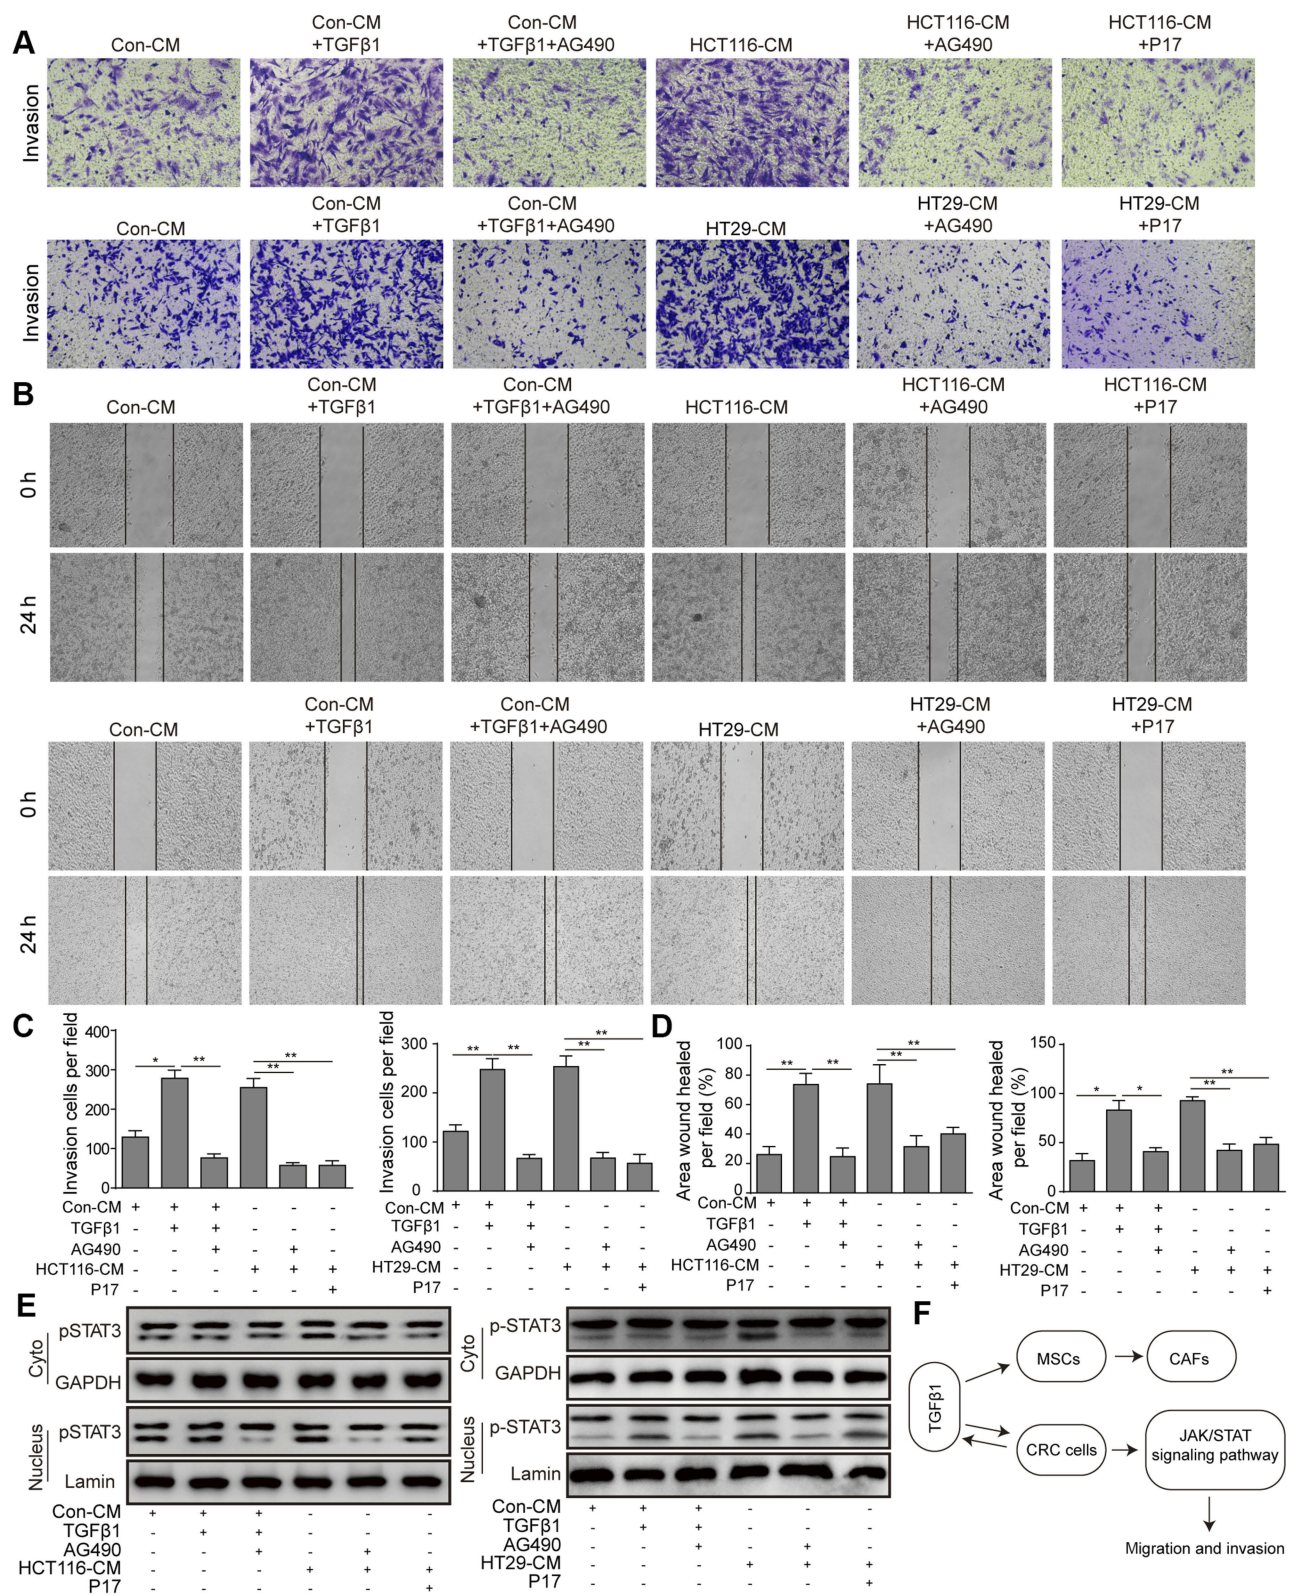 A
Con-CM
Con-CM
+TGFβ1
Con-CM
+TGFβ1+AG490
HCT116-CM
HCT116-CM
+AG490
HCT116-CM
+P17
Invasion
Con-CM
Con-CM
+TGFβ1
Con-CM
+TGFβ1+AG490
HT29-CM
HT29-CM
+AG490
HT29-CM
+P17
Invasion
B
Con-CM
Con-CM
+TGFβ1
Con-CM
+TGFβ1+AG490
HCT116-CM
HCT116-CM
+AG490
HCT116-CM
+P17
0 h
24 h
Con-CM
Con-CM
+TGFβ1
Con-CM
+TGFβ1+AG490
HT29-CM
HT29-CM
+AG490
HT29-CM
+P17
0 h
24 h
C
Invasion cells per field
400
300
200
100
0
* ** ** **
Con-CM + + + - - -
TGFβ1 - + + - - -
AG490 - - + - + -
HCT116-CM - - - + + +
P17 - - - - - +
Invasion cells per field
300
200
100
0
** ** ** **
Con-CM + + + - - -
TGFβ1 - + + - - -
AG490 - - + - + -
HT29-CM - - - + + +
P17 - - - - - +
D
Area wound healed
per field (%)
100
80
60
40
20
0
** ** ** **
Con-CM + + + - - -
TGFβ1 - + + - - -
AG490 - - + - + -
HCT116-CM - - - + + +
P17 - - - - - +
Area wound healed
per field (%)
150
100
50
0
* * ** **
Con-CM + + + - - -
TGFβ1 - + + - - -
AG490 - - + - + -
HT29-CM - - - + + +
P17 - - - - - +
E
Cyto
pSTAT3
GAPDH
Nucleus
pSTAT3
Lamin
Con-CM + + + - - -
TGFβ1 - + + - - -
AG490 - - + - + -
HCT116-CM - - - + + +
P17 - - - - - +
Cyto
p-STAT3
GAPDH
Nucleus
p-STAT3
Lamin
Con-CM + + + - - -
TGFβ1 - + + - - -
AG490 - - + - + -
HT29-CM - - - + + +
P17 - - - - - +
F
TGFβ1
MSCs
CAFs
CRC cells
JAK/STAT
signaling pathway
Migration and invasion